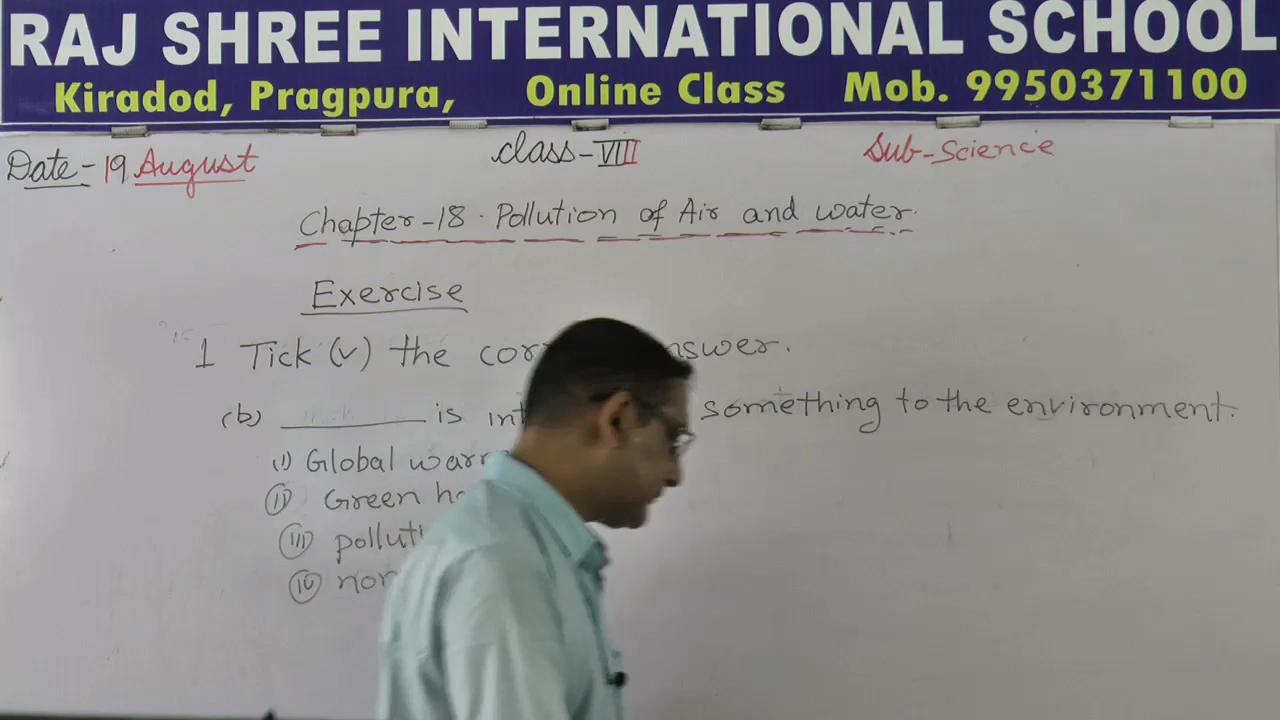 RAJ SHREE INTERNATIONAL SCHOOL
Kiradod, Pragpura, Online Class Mob. 9950371100
Date - 19 August class - VIII Sub - Science
Chapter - 18 . Pollution of Air and water.
Exercise
1 Tick (✓) the answer.
(b) ________ is something to the environment.
(i) Global
(ii) Green
(iii)
(iv)